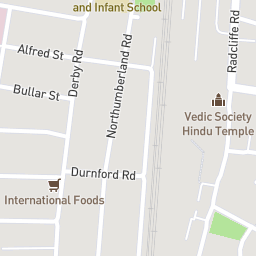 and Infant School
Alfred St
Bullar St
Derby Rd
Northumberland Rd
Radcliffe Rd
Vedic Society
Hindu Temple
Durnford Rd
International Foods